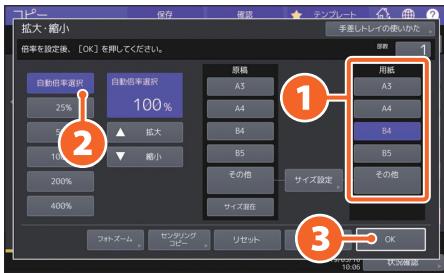 コピー 保存 確認 テンプレート
拡大・縮小 手差しトレイの使いかた
倍率を設定後、[OK]を押してください。 部数 1
原稿 用紙
自動倍率選択 自動倍率選択 A3 A3
100% 1
25% A4 A4
2 ▲ 拡大 B4 B4
▼ 縮小 B5 B5
200% その他 サイズ設定 その他
400% サイズ混在
フォトズーム センタリングコピー リセット 3 OK
10:06 状況確認